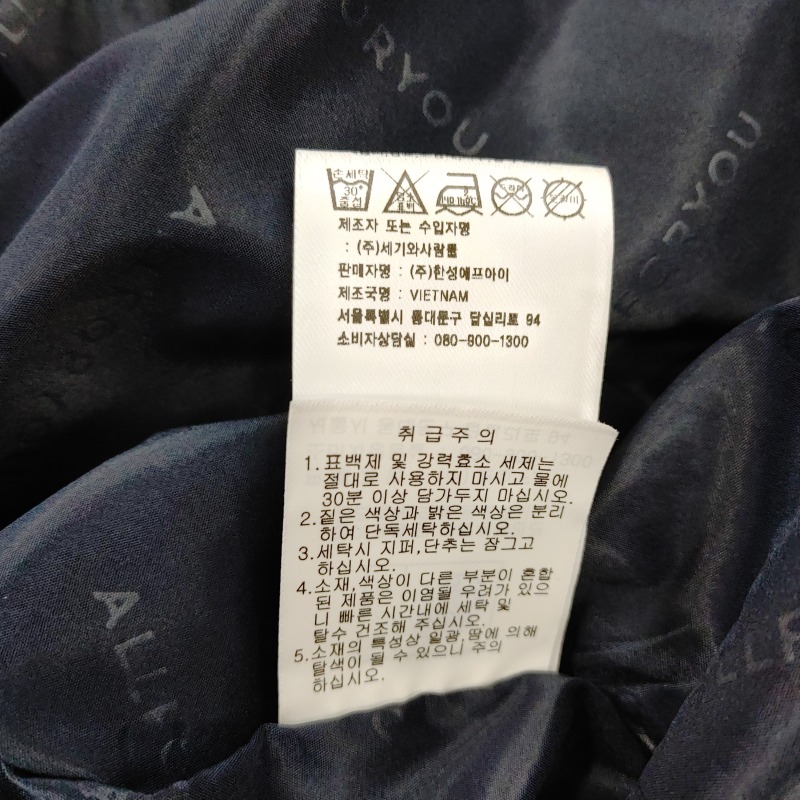 CRYOU
ORYOU
A
손세탁
30°
중성
염소
표백
드라이
제조자 또는 수입자명
: (주)세기와사람들
판매자명 : (주)한성에프아이
제조국명 : VIETNAM
서울특별시 동대문구 답십리로 94
소비자상담실 : 080-900-1300
취급주의
1. 표백제 및 강력효소 세제는
절대로 사용하지 마시고 물에
30분 이상 담가두지 마십시오.
2. 짙은 색상과 밝은 색상은 분리
하여 단독세탁하십시오.
3. 세탁시 지퍼,단추는 잠그고
하십시오.
4. 소재,색상이 다른 부분이 혼합
된 제품은 이염될 우려가 있으
니 빠른 시간내에 세탁 및
탈수 건조해 주십시오.
5. 소재의 특성상 일광,땀에 의해
탈색이 될 수 있으니 주의
하십시오.
ALLF